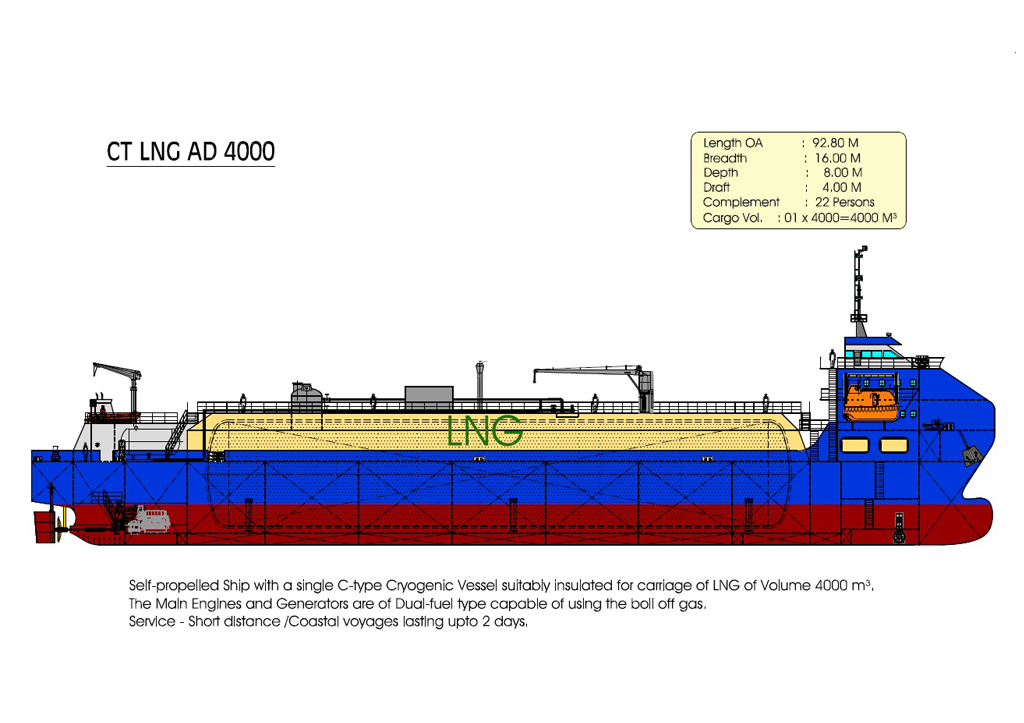 CT LNG AD 4000
Length OA : 92.80 M
Breadth : 16.00 M
Depth : 8.00 M
Draft : 4.00 M
Complement : 22 Persons
Cargo Vol. : 01 x 4000=4000 M³
LNG
Self-propelled Ship with a single C-type Cryogenic Vessel suitably insulated for carriage of LNG of Volume 4000 m³.
The Main Engines and Generators are of Dual-fuel type capable of using the boil off gas.
Service - Short distance /Coastal voyages lasting upto 2 days.